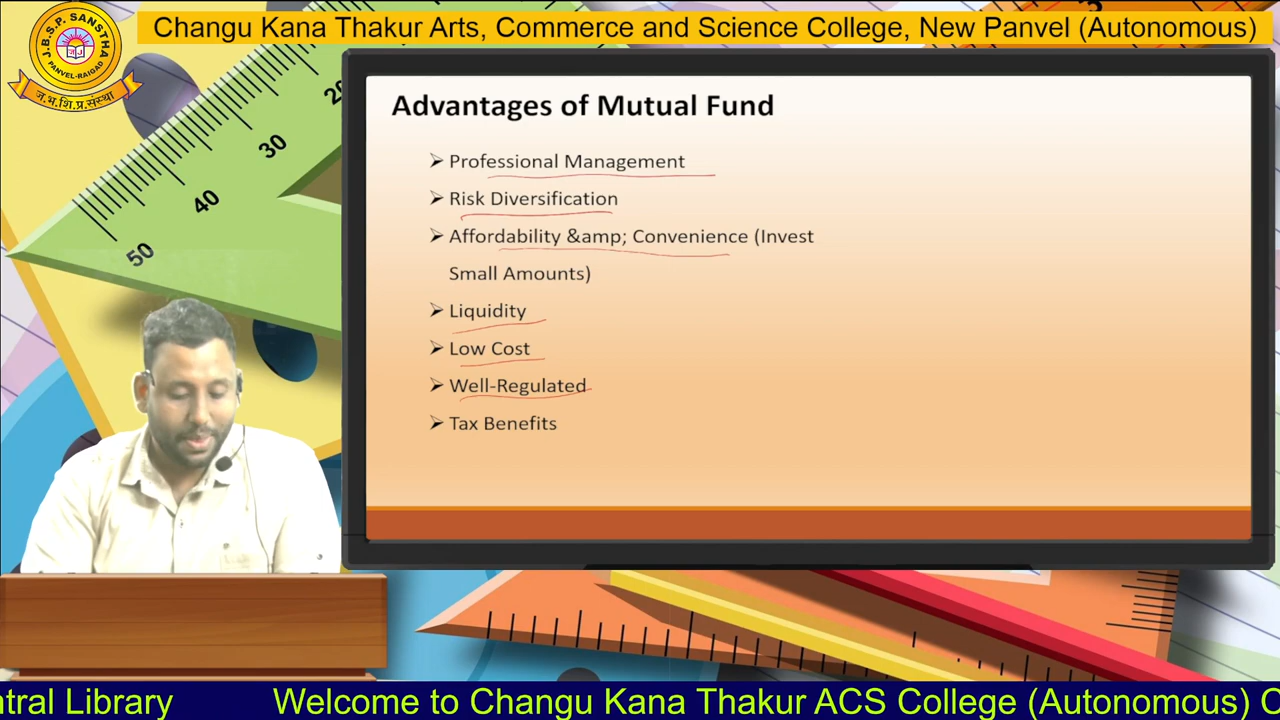 Changu Kana Thakur Arts, Commerce and Science College, New Panvel (Autonomous)
J.B.S.P. SANSTHA
PANVEL-RAIGAD
ज.भ.शि.प्र.संस्था
Advantages of Mutual Fund
➢ Professional Management
➢ Risk Diversification
➢ Affordability &amp; Convenience (Invest
Small Amounts)
➢ Liquidity
➢ Low Cost
➢ Well-Regulated
➢ Tax Benefits
30
40
50
ntral Library Welcome to Changu Kana Thakur ACS College (Autonomous) C